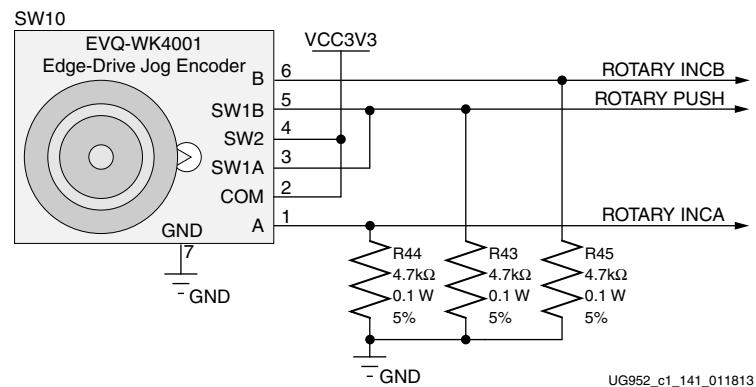 SW10
EVQ-WK4001
Edge-Drive Jog Encoder
VCC3V3
B
6
ROTARY INCB
SW1B
5
ROTARY PUSH
SW2
4
SW1A
3
COM
2
A
1
ROTARY INCA
GND
7
GND
R44
4.7kΩ
0.1 W
5%
R43
4.7kΩ
0.1 W
5%
R45
4.7kΩ
0.1 W
5%
GND
UG952_c1_141_011813